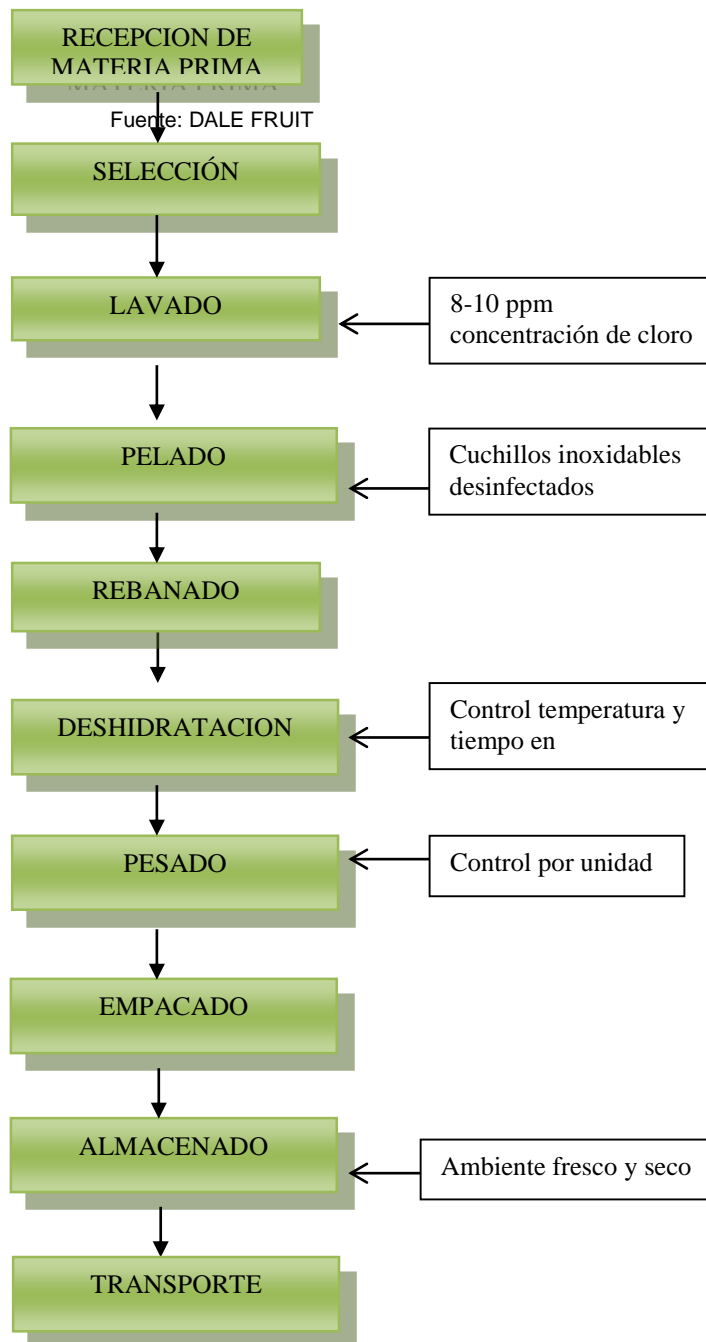 RECEPCION DE
MATERIA PRIMA
Fuente: DALE FRUIT
SELECCIÓN
LAVADO
8-10 ppm
concentración de cloro
PELADO
Cuchillos inoxidables
desinfectados
REBANADO
DESHIDRATACION
Control temperatura y
tiempo en
PESADO
Control por unidad
EMPACADO
ALMACENADO
Ambiente fresco y seco
TRANSPORTE